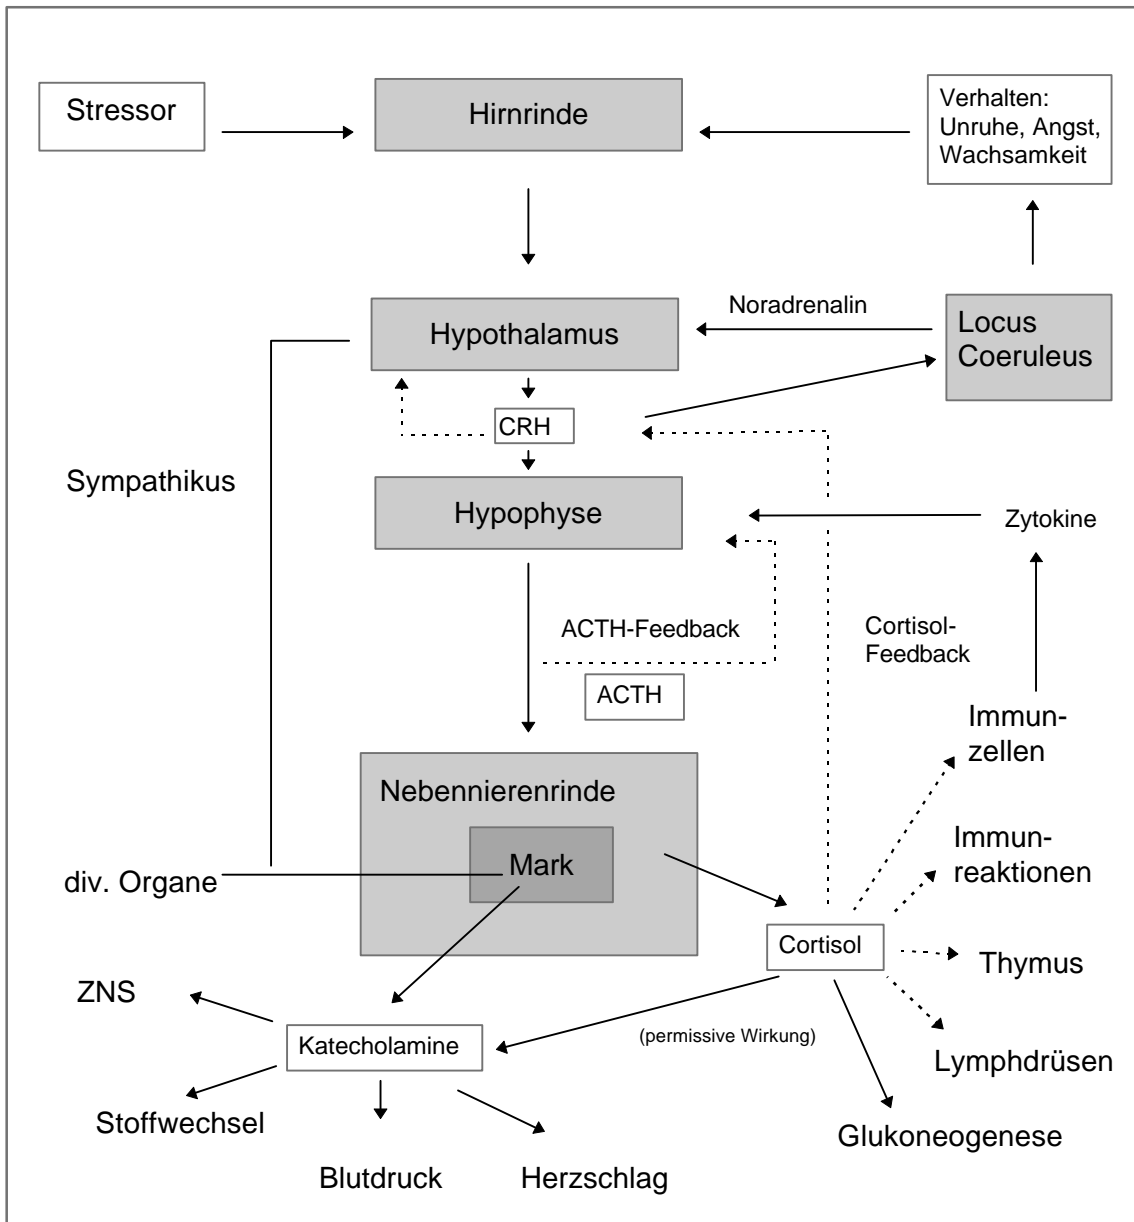 Stressor
Hirnrinde
Verhalten:
Unruhe, Angst,
Wachsamkeit
Noradrenalin
Locus
Coeruleus
Hypothalamus
CRH
Sympathikus
Hypophyse
Zytokine
ACTH-Feedback
Cortisol-
Feedback
ACTH
Immun-
zellen
Nebennierenrinde
Mark
Immun-
reaktionen
div. Organe
Cortisol
Thymus
ZNS
(permissive Wirkung)
Katecholamine
Lymphdrüsen
Stoffwechsel
Glukoneogenese
Blutdruck
Herzschlag